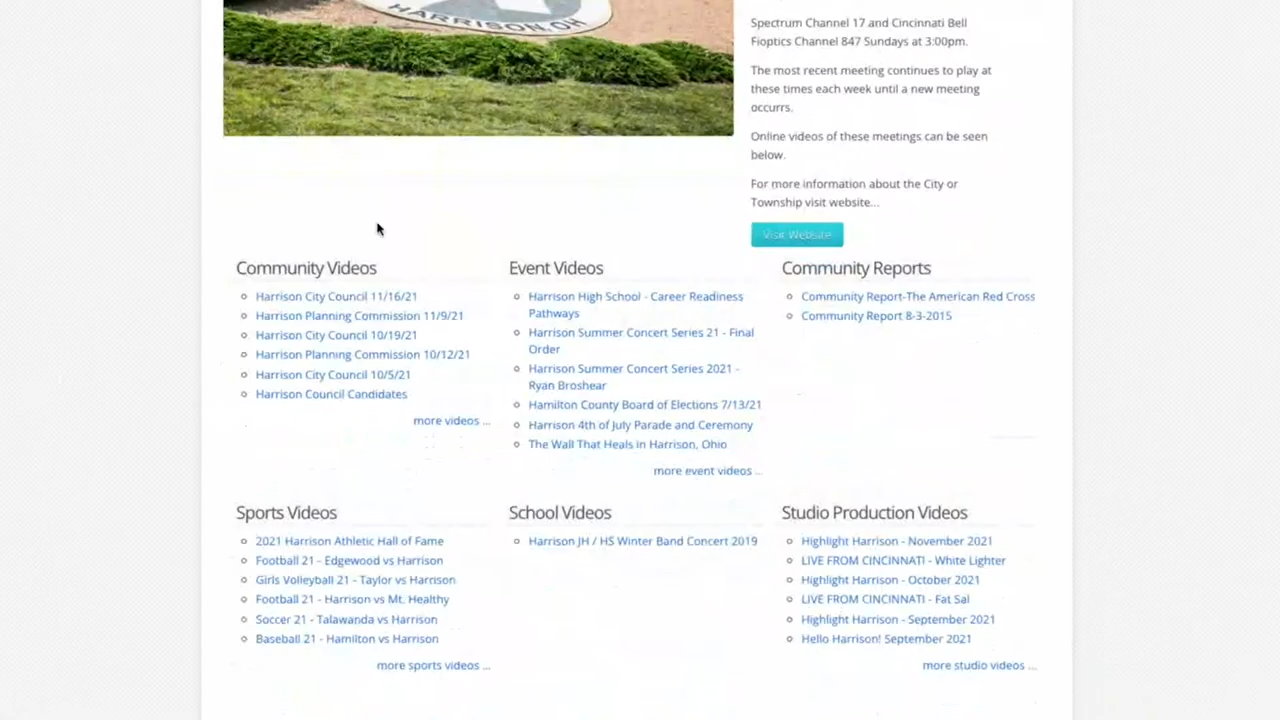 HARRISON, OH
Spectrum Channel 17 and Cincinnati Bell
Fioptics Channel 847 Sundays at 3:00pm.
The most recent meeting continues to play at
these times each week until a new meeting
occurrs.
Online videos of these meetings can be seen
below.
For more information about the City or
Township visit website...
Visit Website
Community Videos
Harrison City Council 11/16/21
Harrison Planning Commission 11/9/21
Harrison City Council 10/19/21
Harrison Planning Commission 10/12/21
Harrison City Council 10/5/21
Harrison Council Candidates
more videos ...
Event Videos
Harrison High School - Career Readiness
Pathways
Harrison Summer Concert Series 21 - Final
Order
Harrison Summer Concert Series 2021 -
Ryan Broshear
Hamilton County Board of Elections 7/13/21
Harrison 4th of July Parade and Ceremony
The Wall That Heals in Harrison, Ohio
more event videos ...
Community Reports
Community Report-The American Red Cross
Community Report 8-3-2015
Sports Videos
2021 Harrison Athletic Hall of Fame
Football 21 - Edgewood vs Harrison
Girls Volleyball 21 - Taylor vs Harrison
Football 21 - Harrison vs Mt. Healthy
Soccer 21 - Talawanda vs Harrison
Baseball 21 - Hamilton vs Harrison
more sports videos ...
School Videos
Harrison JH / HS Winter Band Concert 2019
Studio Production Videos
Highlight Harrison - November 2021
LIVE FROM CINCINNATI - White Lighter
Highlight Harrison - October 2021
LIVE FROM CINCINNATI - Fat Sal
Highlight Harrison - September 2021
Hello Harrison! September 2021
more studio videos ...